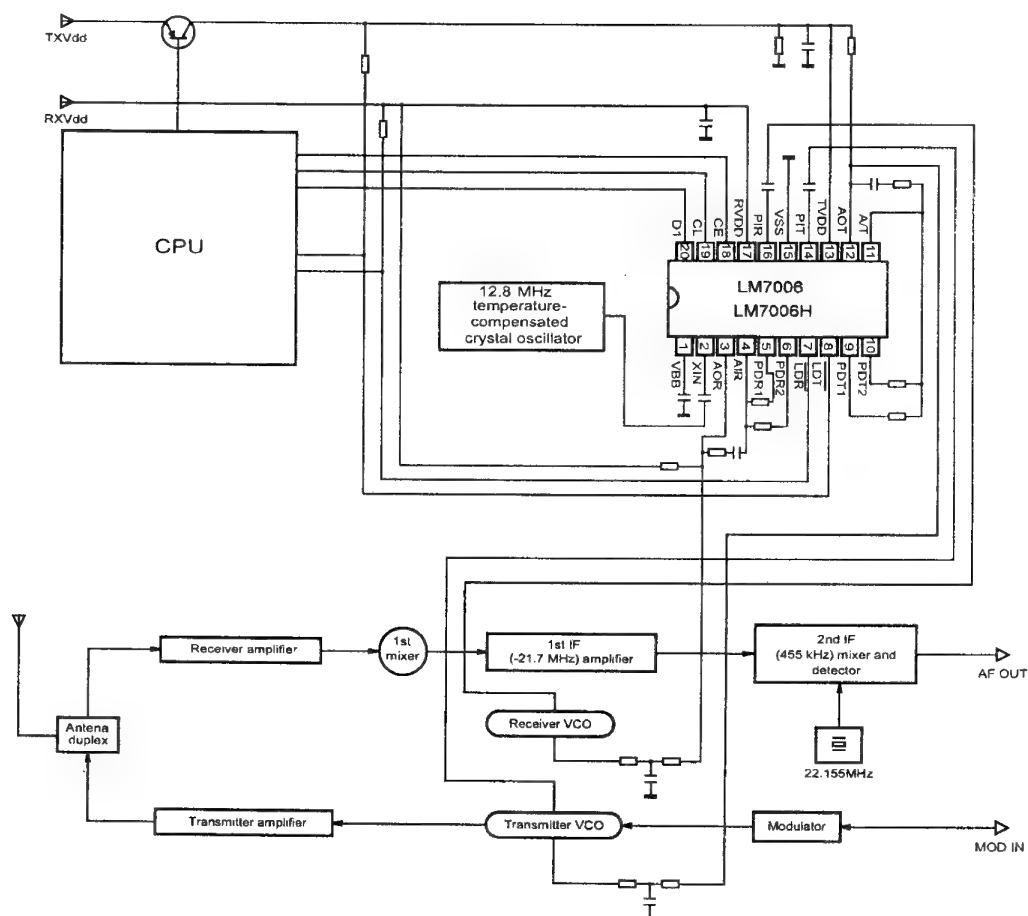 TXVdd
RXVdd
CPU
D1
CL
CE
RVDD
PIR
VSS
PIT
TVDD
AOT
A/T
20
19
18
17
16
15
14
13
12
11
LM7006
LM7006H
12.8 MHz
temperature-
compensated
crystal oscillator
1
2
3
4
5
6
7
8
9
10
VBB
XIN
AOR
AIR
PDR1
PDR2
LDR
LDT
PDT1
PDT2
Receiver amplifier
1st
mixer
1st IF
(-21.7 MHz) amplifier
2nd IF
(455 kHz) mixer and
detector
AF OUT
Antena
duplex
Receiver VCO
22.155MHz
Transmitter amplifier
Transmitter VCO
Modulator
MOD IN